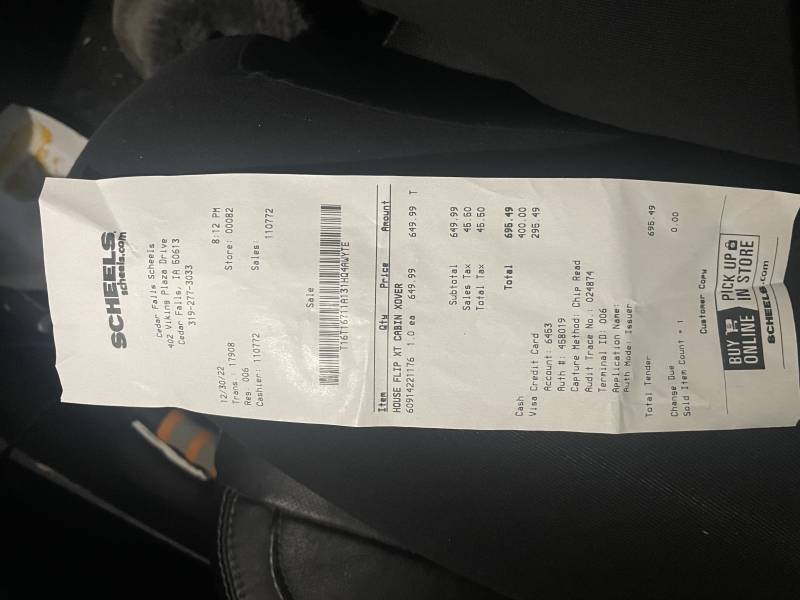 SCHEELS
scheels.com
Cedar Falls Scheels
402 Viking Plaza Drive
Cedar Falls, IA 50613
319-277-3033
12/30/22 8:12 PM
Trans.: 17908 Store: 00082
Reg. 006
Cashier: 110772 Sales: 110772
Sale
Item Qty Price Amount
HOUSE FLIP XT CABIN XOVER
60914221176 1.0 ea 649.99 649.99 T
Subtotal 649.99
Sales Tax 45.50
Total Tax 45.50
Total 695.49
Cash 400.00
Visa Credit Card 295.49
Account: 6453
Auth #: 458019
Capture Method: Chip Read
Audit Trace No.: 024874
Terminal ID: 006
Application Name:
Auth Mode: Issuer
Total Tender 695.49
Change Due 0.00
Sold Item Count = 1
Customer Copy
BUY ONLINE PICK UP IN STORE
SCHEELS.com